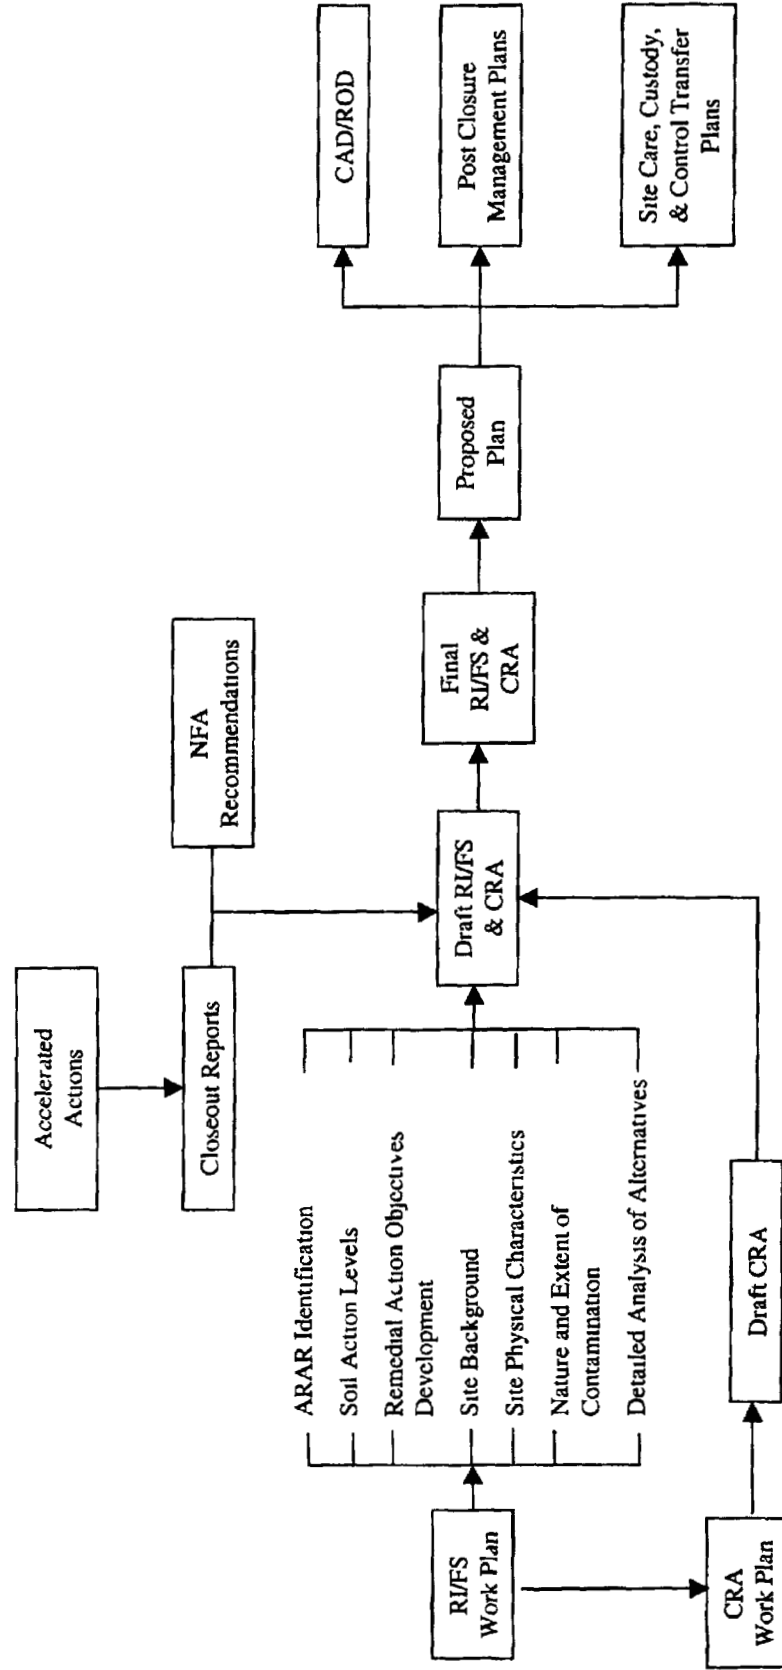 Accelerated
Actions
Closeout Reports
NFA
Recommendations
ARAR Identification
Soil Action Levels
Remedial Action Objectives
Development
Site Background
Site Physical Characteristics
Nature and Extent of
Contamination
Detailed Analysis of Alternatives
RI/FS
Work Plan
CRA
Work Plan
Draft CRA
Draft RI/FS
& CRA
Final
RI/FS &
CRA
Proposed
Plan
CAD/ROD
Post Closure
Management Plans
Site Care, Custody,
& Control Transfer
Plans